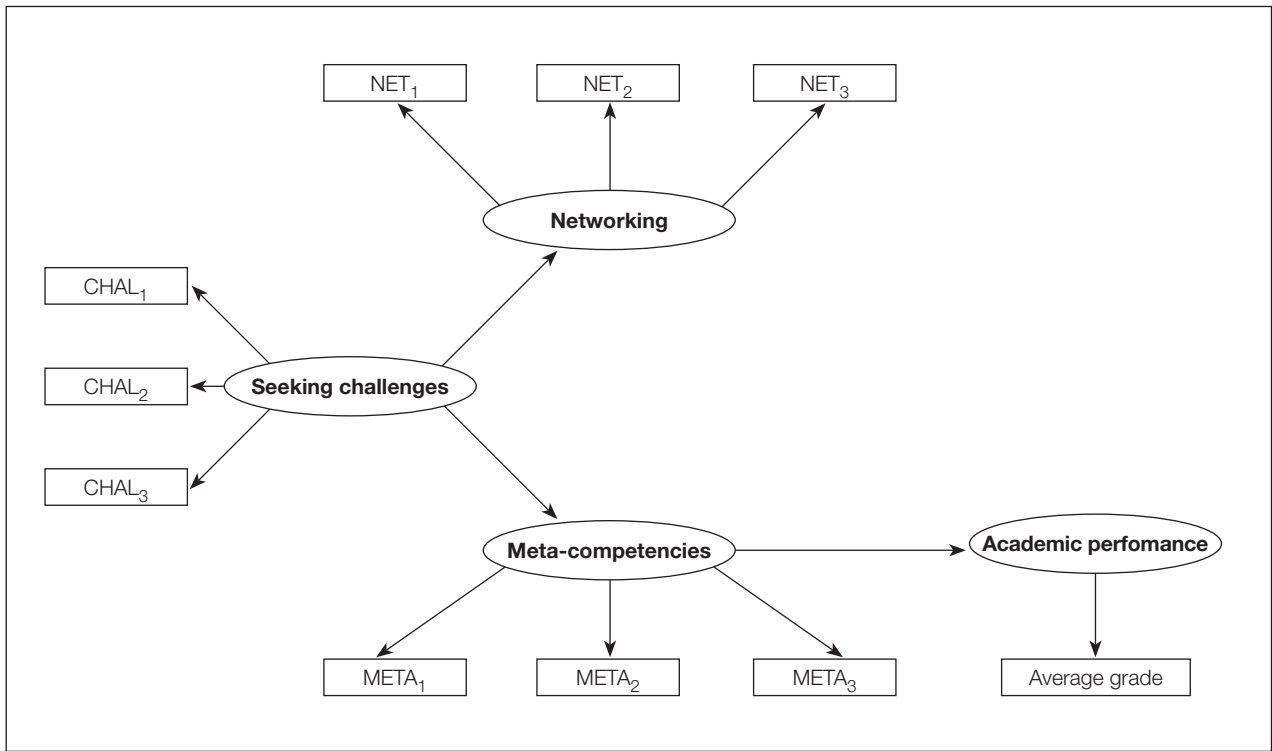 NET₁
NET₂
NET₃
Networking
CHAL₁
CHAL₂
Seeking challenges
CHAL₃
Meta-competencies
Academic perfomance
META₁
META₂
META₃
Average grade